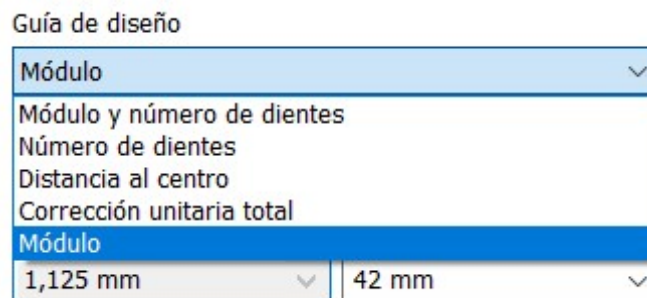 Guía de diseño
Módulo
Módulo y número de dientes
Número de dientes
Distancia al centro
Corrección unitaria total
Módulo
1,125 mm 42 mm